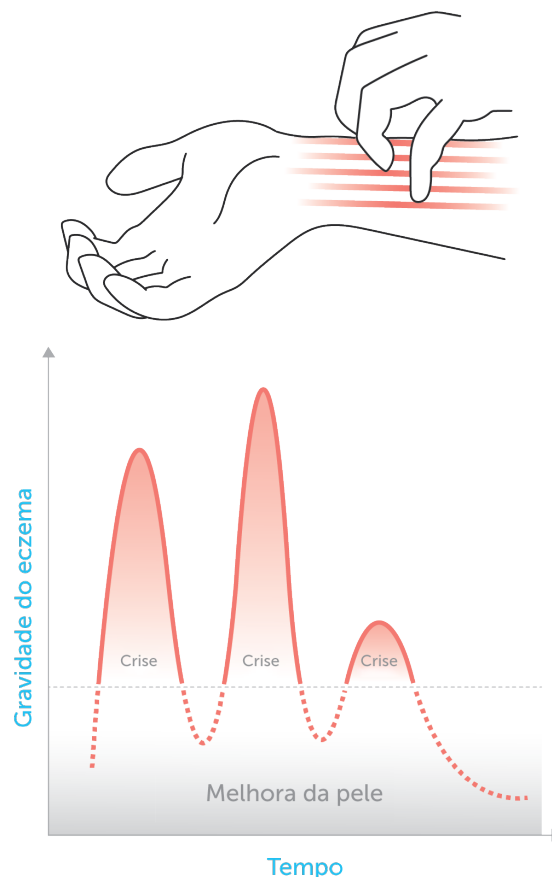 Gravidade do eczema
Crise
Crise
Crise
Melhora da pele
Tempo